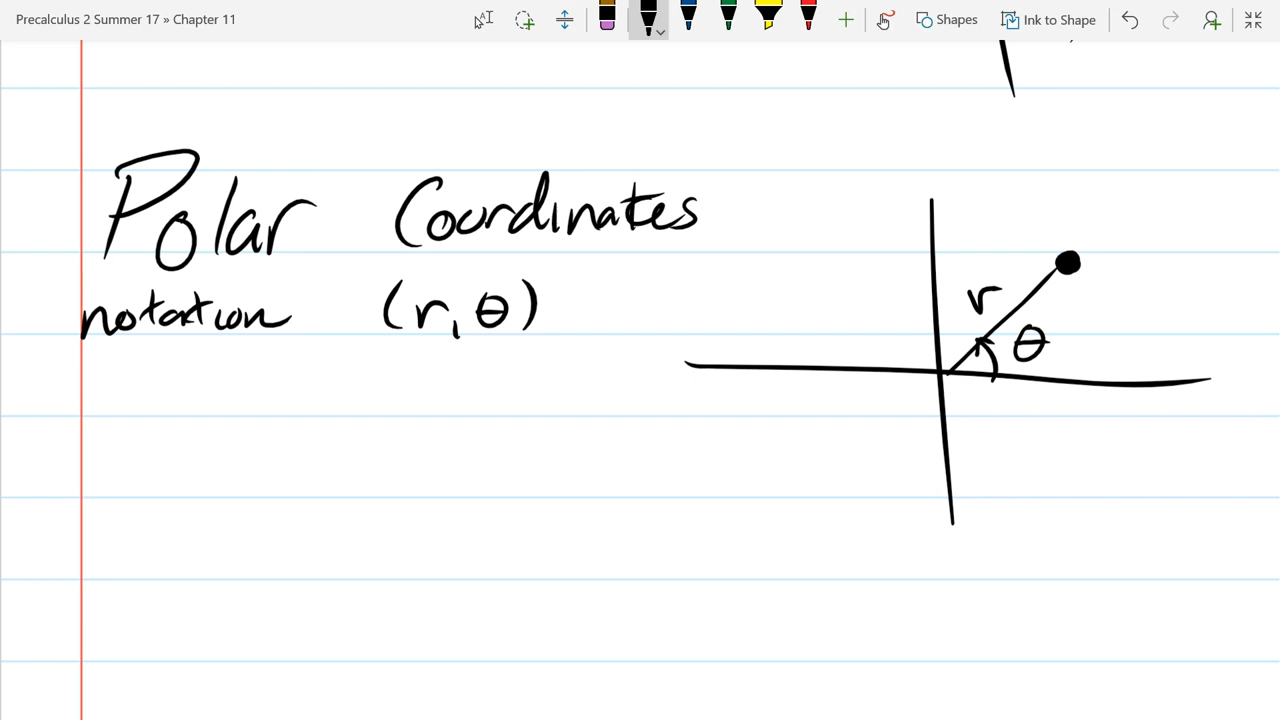 Precalculus 2 Summer 17 » Chapter 11
Shapes
Ink to Shape
Polar Coordinates
notation (r, θ)
r
θ